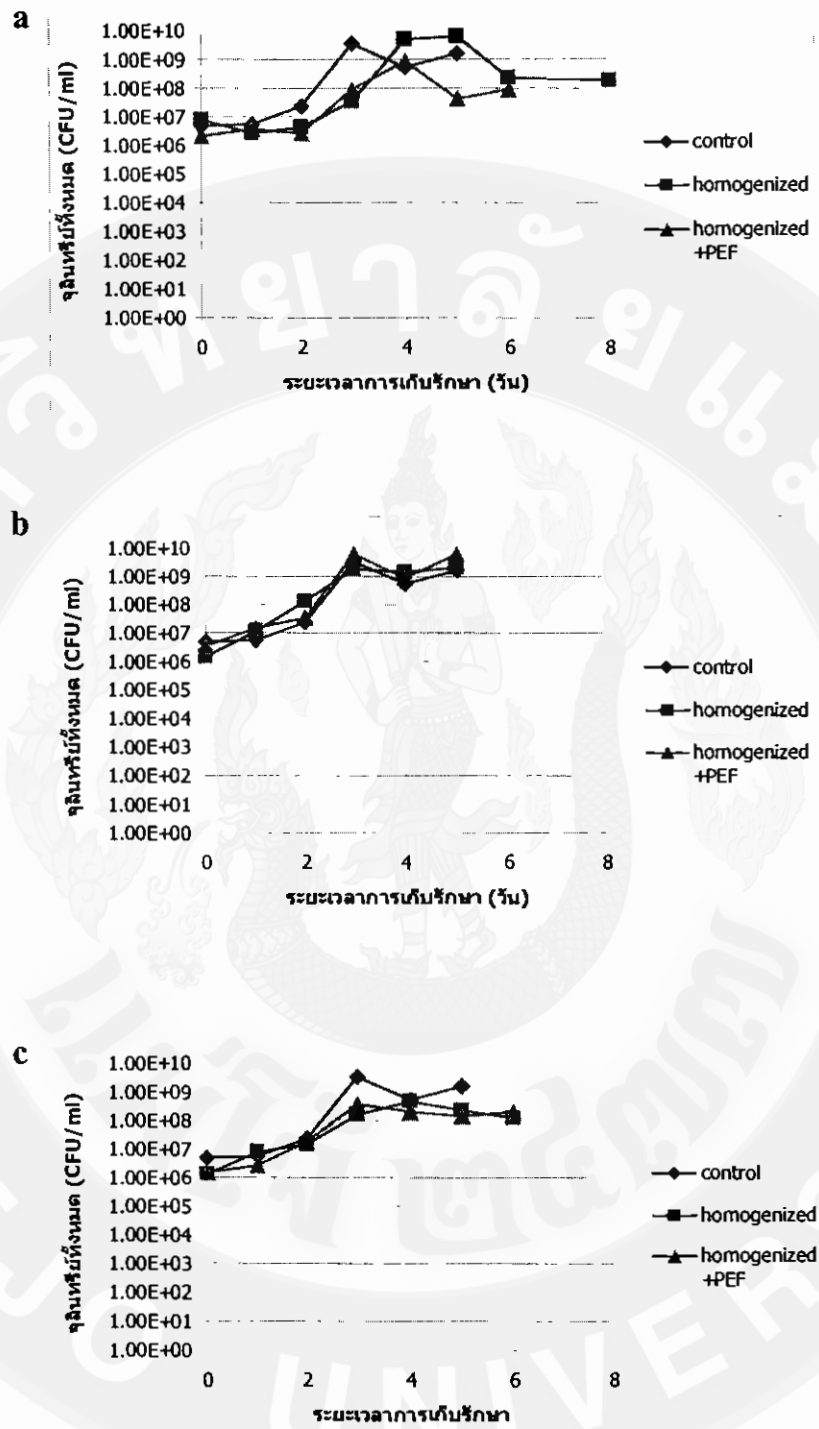 a
1.00E+10
1.00E+09
1.00E+08
1.00E+07
1.00E+06
1.00E+05
1.00E+04
1.00E+03
1.00E+02
1.00E+01
1.00E+00
จุลินทรีย์ทั้งหมด (CFU/ml)
0 2 4 6 8
ระยะเวลาการเก็บรักษา (วัน)
control
homogenized
homogenized
+PEF
b
1.00E+10
1.00E+09
1.00E+08
1.00E+07
1.00E+06
1.00E+05
1.00E+04
1.00E+03
1.00E+02
1.00E+01
1.00E+00
จุลินทรีย์ทั้งหมด (CFU/ml)
0 2 4 6 8
ระยะเวลาการเก็บรักษา (วัน)
control
homogenized
homogenized
+PEF
c
1.00E+10
1.00E+09
1.00E+08
1.00E+07
1.00E+06
1.00E+05
1.00E+04
1.00E+03
1.00E+02
1.00E+01
1.00E+00
จุลินทรีย์ทั้งหมด (CFU/ml)
0 2 4 6 8
ระยะเวลาการเก็บรักษา
control
homogenized
homogenized
+PEF